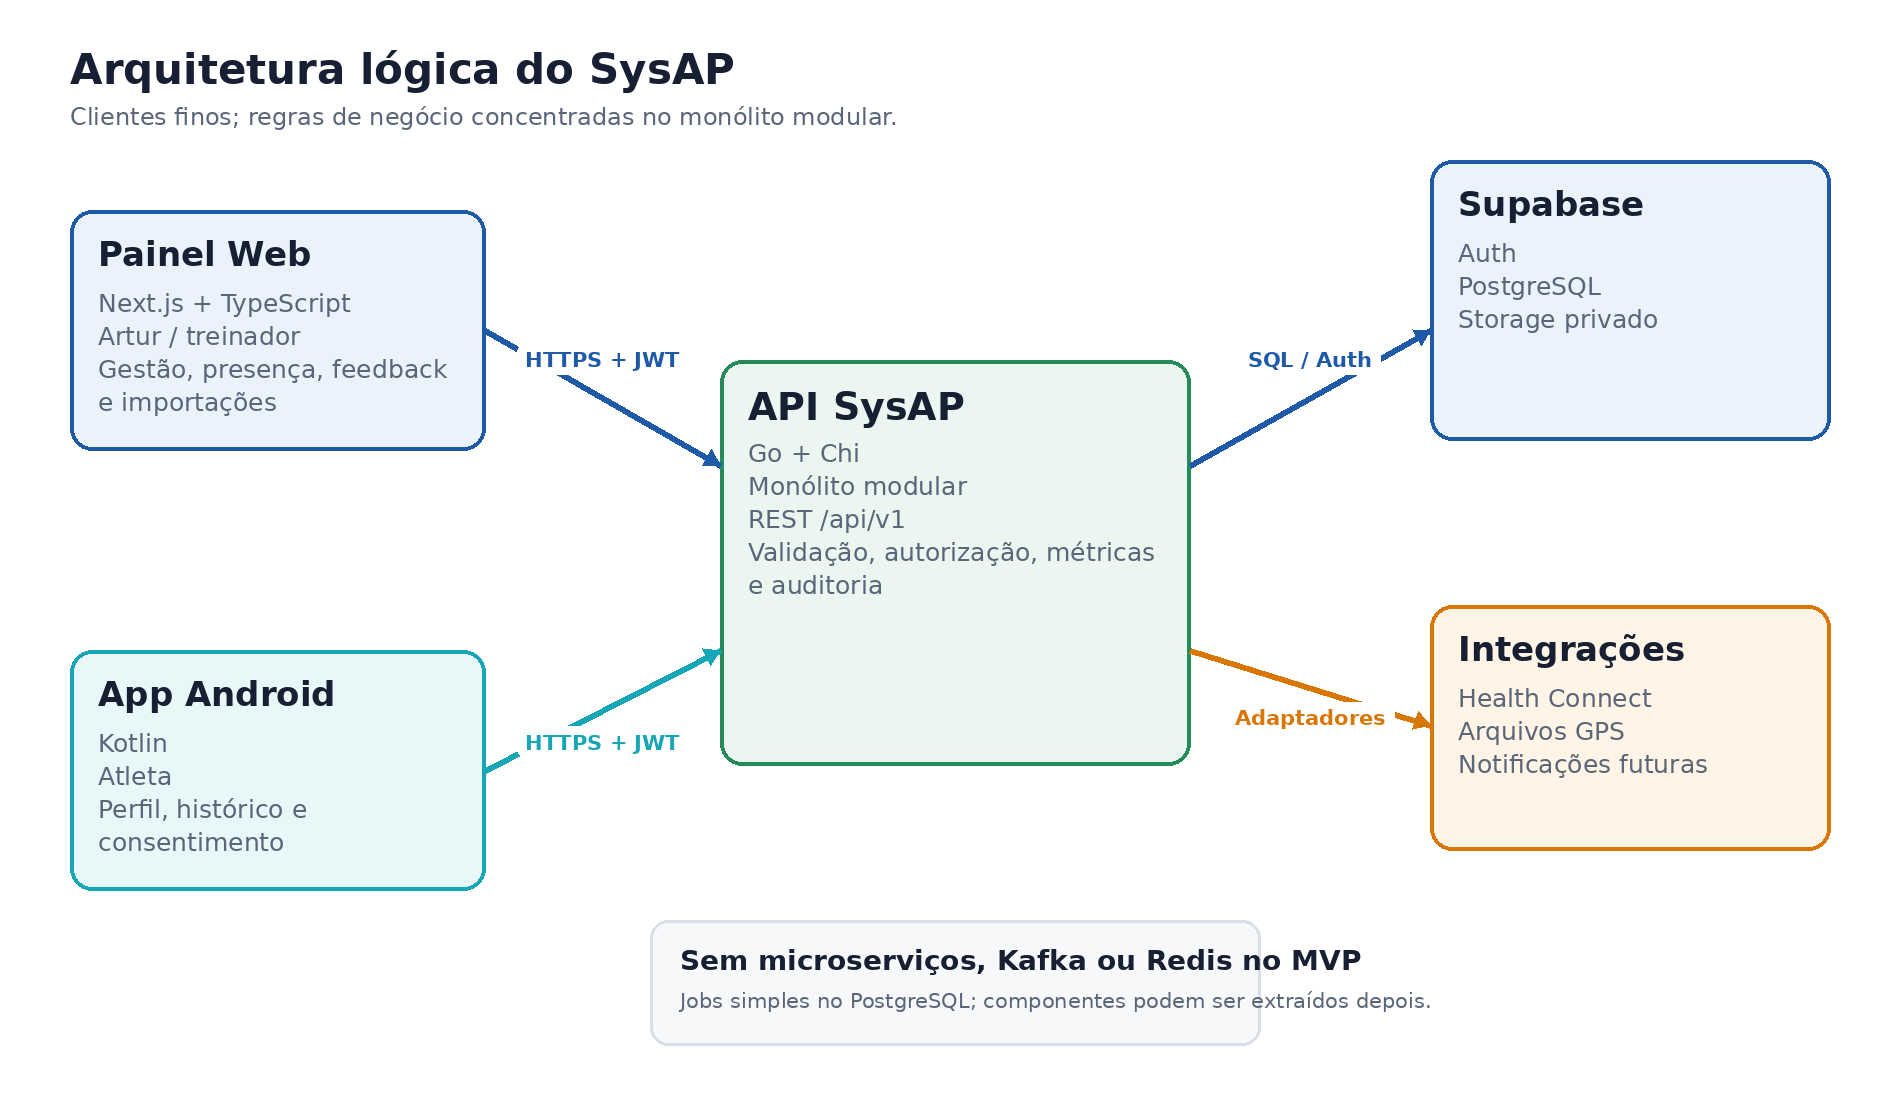 Arquitetura lógica do SysAP
Clientes finos; regras de negócio concentradas no monólito modular.
Painel Web
Next.js + TypeScript
Artur / treinador
Gestão, presença, feedback
e importações
HTTPS + JWT
App Android
Kotlin
Atleta
Perfil, histórico e
consentimento
HTTPS + JWT
API SysAP
Go + Chi
Monólito modular
REST /api/v1
Validação, autorização, métricas
e auditoria
SQL / Auth
Supabase
Auth
PostgreSQL
Storage privado
Adaptadores
Integrações
Health Connect
Arquivos GPS
Notificações futuras
Sem microserviços, Kafka ou Redis no MVP
Jobs simples no PostgreSQL; componentes podem ser extraídos depois.